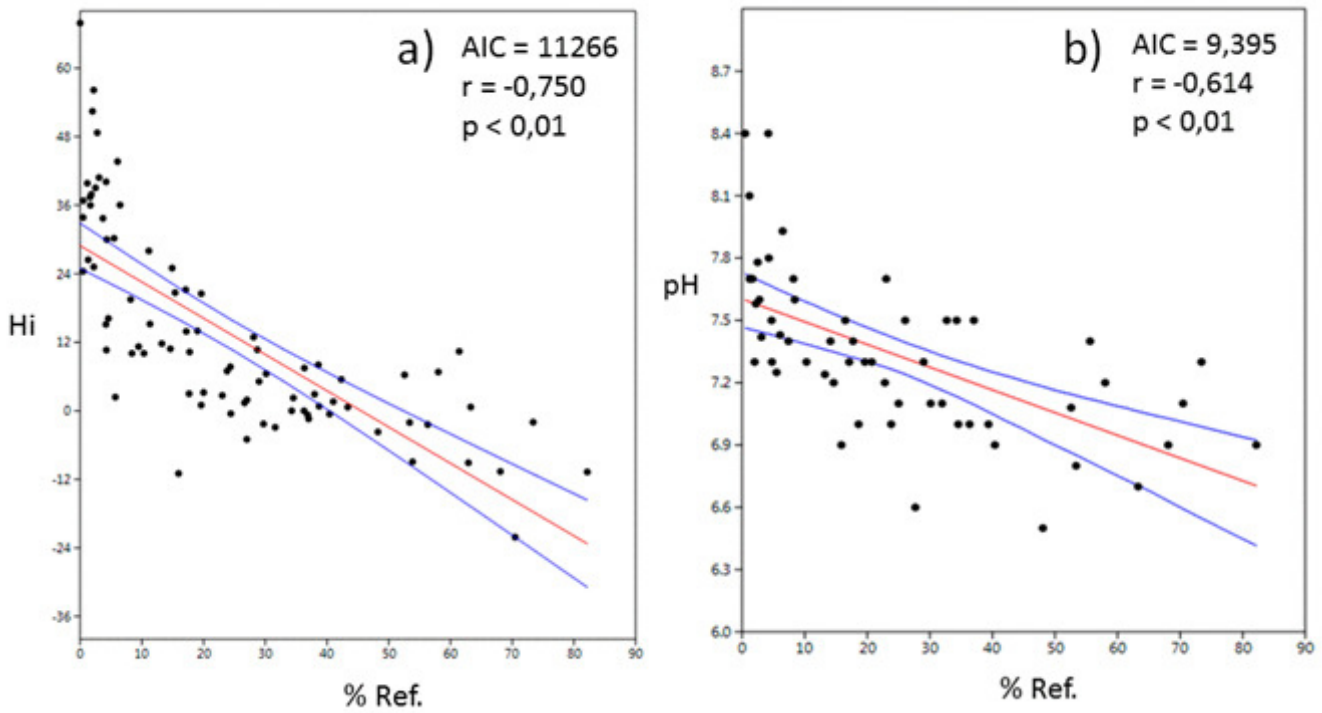 a)
AIC = 11266
r = -0,750
p < 0,01
60
48
36
24
12
0
-12
-24
-36
Hi
0 10 20 30 40 50 60 70 80 90
% Ref.
b)
AIC = 9,395
r = -0,614
p < 0,01
8.7
8.4
8.1
7.8
7.5
7.2
6.9
6.6
6.3
6.0
pH
0 10 20 30 40 50 60 70 80 90
% Ref.